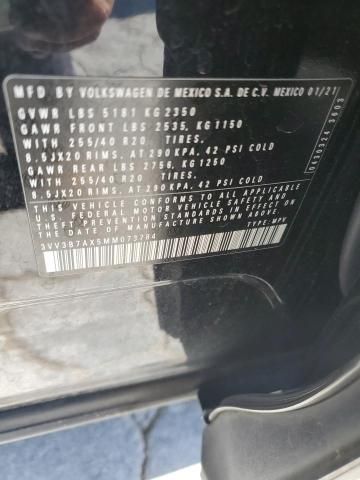 MFD BY VOLKSWAGEN DE MEXICO S.A. DE C.V. MEXICO 01/21
GVWR LBS 5181 KG 2350
GAWR FRONT LBS 2535, KG 1150
WITH 255/40 R20 TIRES,
8.5JX20 RIMS, AT 290 KPA, 42 PSI COLD
GAWR REAR LBS 2756, KG 1250
WITH 255/40 R20 TIRES,
8.5JX20 RIMS, AT 290 KPA, 42 PSI COLD
THIS VEHICLE CONFORMS TO ALL APPLICABLE
U.S. FEDERAL MOTOR VEHICLE SAFETY AND
THEFT PREVENTION STANDARDS IN EFFECT
ON THE DATE OF MANUFACTURE SHOWN ABOVE
3VV3B7AX5MM073784 TYPE: MPV
0430324 3603